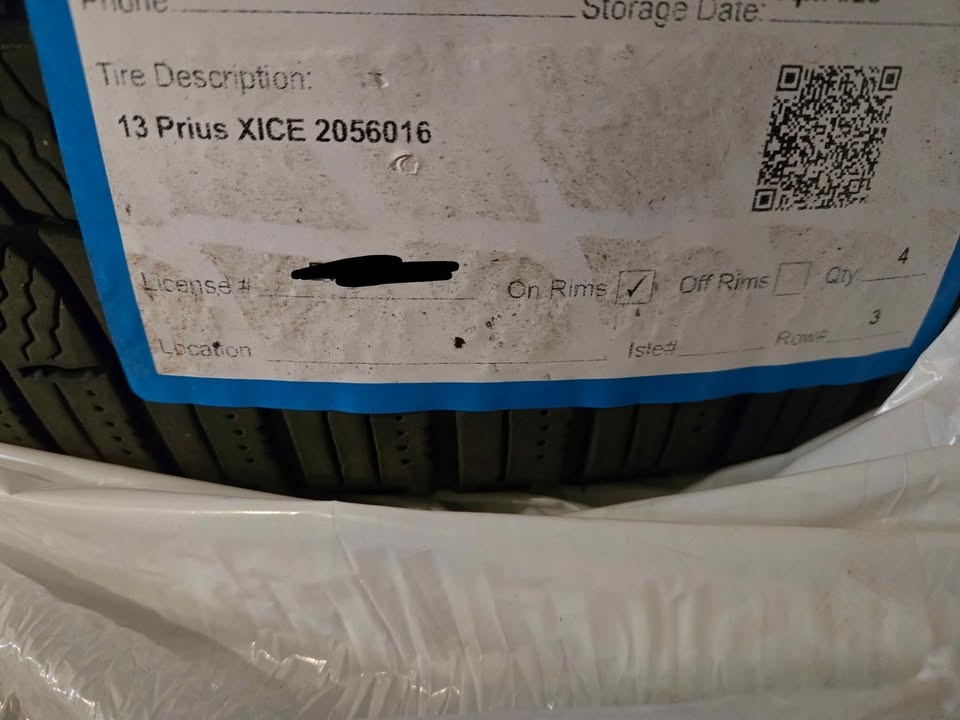 Phone: Storage Date:
Tire Description:
13 Prius XICE 2056016
License # On Rims ✓ Off Rims Qty 4
Location Isle# Row# 3